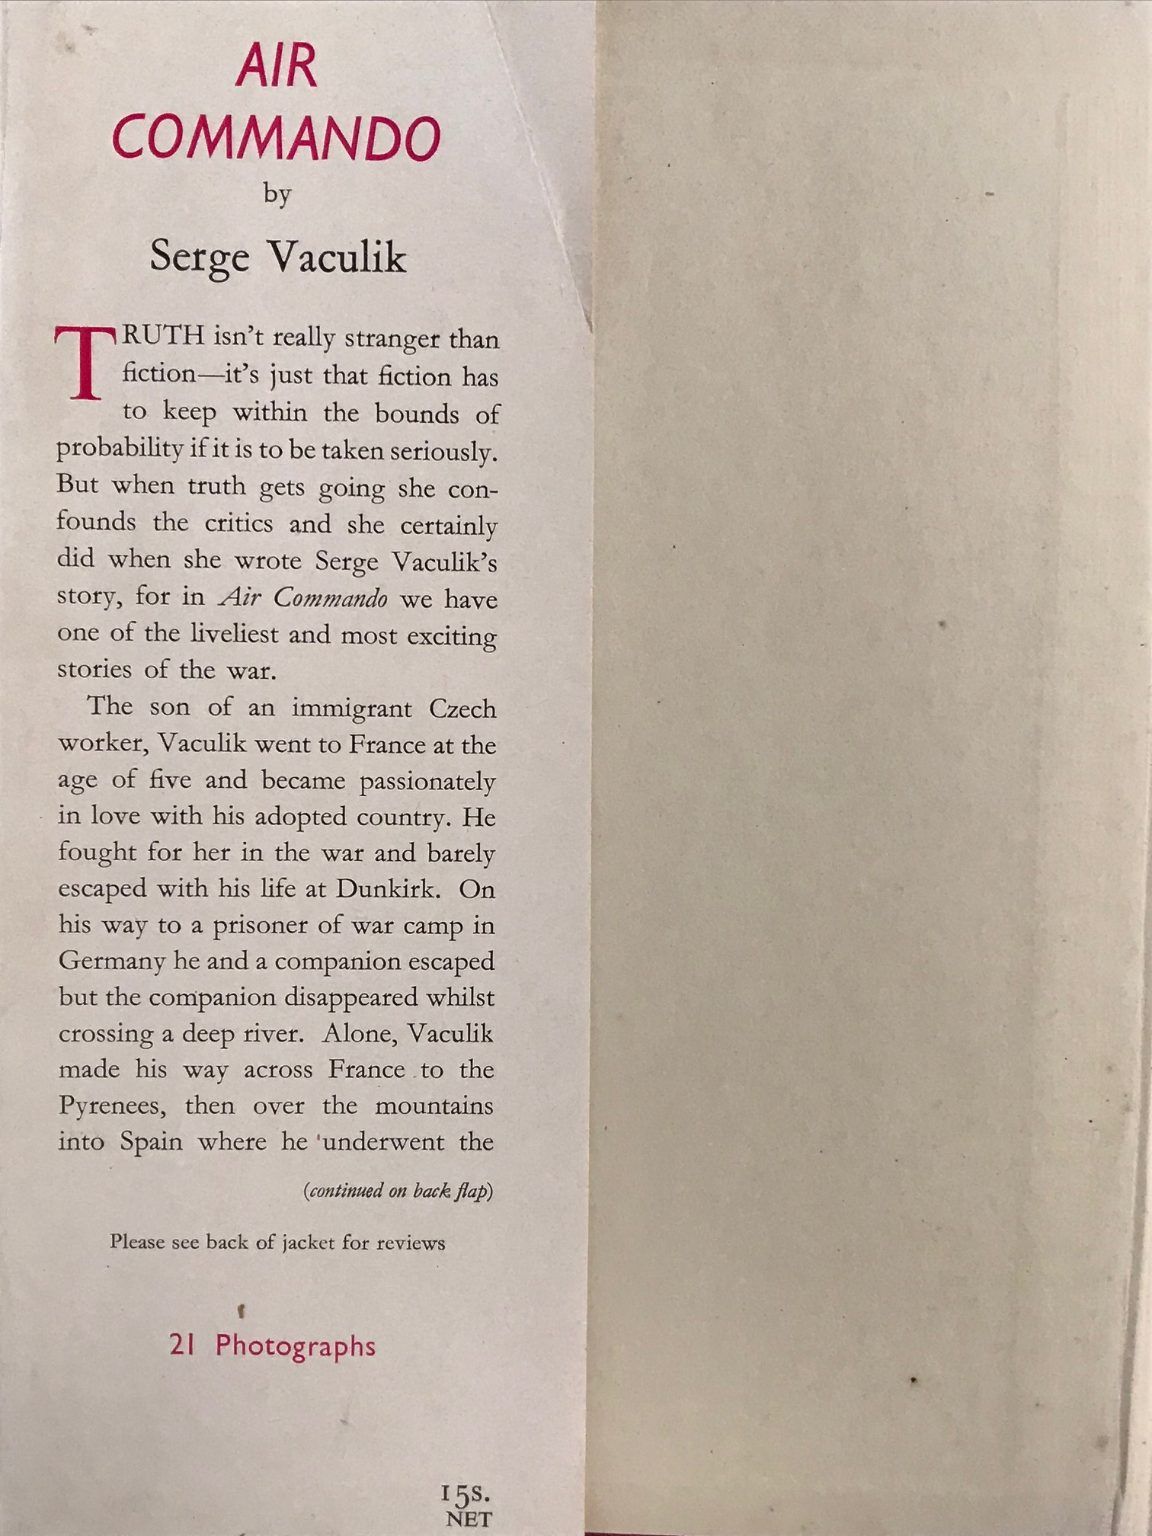 AIR
COMMANDO
by
Serge Vaculik
TRUTH isn't really stranger than
fiction—it's just that fiction has
to keep within the bounds of
probability if it is to be taken seriously.
But when truth gets going she con-
founds the critics and she certainly
did when she wrote Serge Vaculik's
story, for in Air Commando we have
one of the liveliest and most exciting
stories of the war.
The son of an immigrant Czech
worker, Vaculik went to France at the
age of five and became passionately
in love with his adopted country. He
fought for her in the war and barely
escaped with his life at Dunkirk. On
his way to a prisoner of war camp in
Germany he and a companion escaped
but the companion disappeared whilst
crossing a deep river. Alone, Vaculik
made his way across France to the
Pyrenees, then over the mountains
into Spain where he underwent the
(continued on back flap)
Please see back of jacket for reviews
21 Photographs
15s.
NET